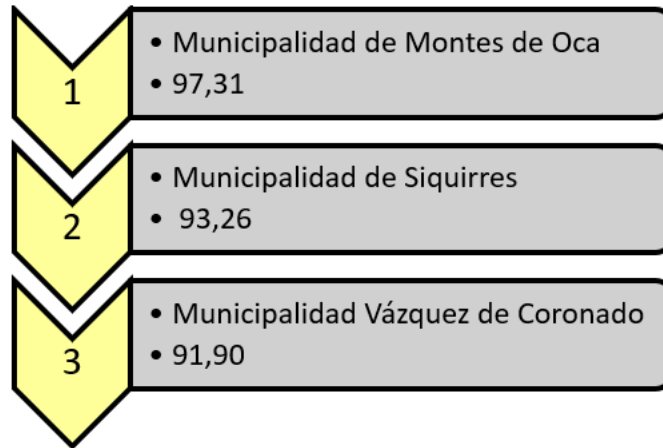 1
• Municipalidad de Montes de Oca
• 97,31
2
• Municipalidad de Siquirres
• 93,26
3
• Municipalidad Vázquez de Coronado
• 91,90